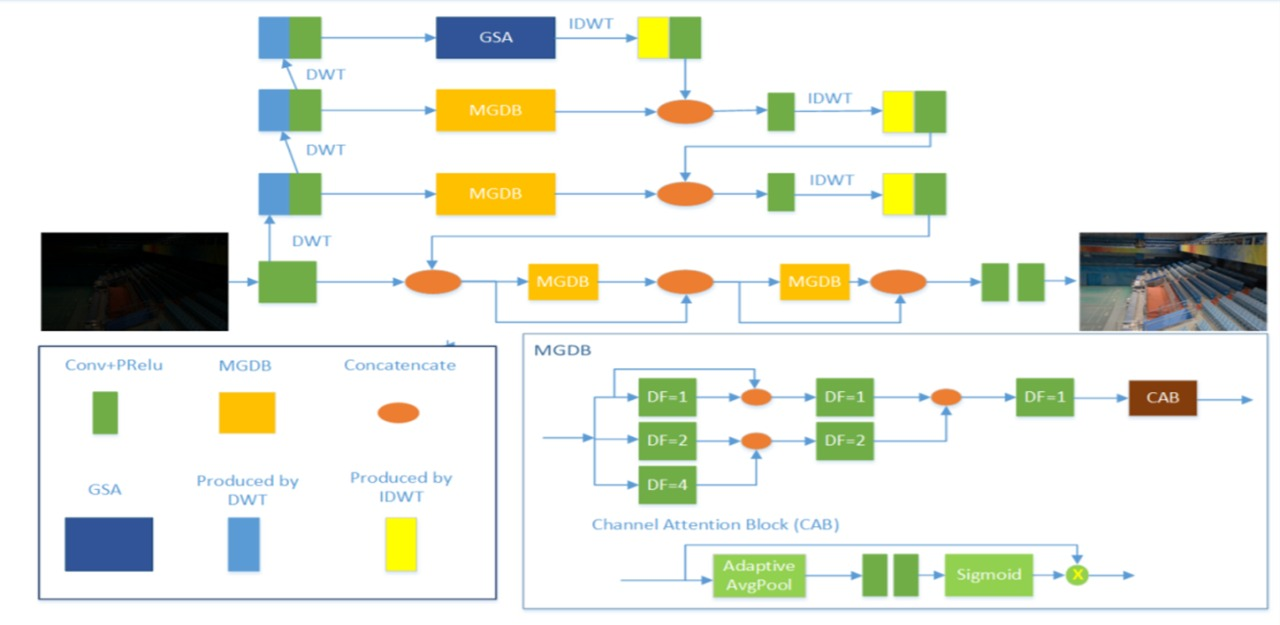 GSA
IDWT
DWT
MGDB
IDWT
DWT
MGDB
IDWT
DWT
MGDB
MGDB
Conv+PRelu
MGDB
Concatencate
GSA
Produced by
DWT
Produced by
IDWT
MGDB
DF=1
DF=1
DF=1
CAB
DF=2
DF=2
DF=4
Channel Attention Block (CAB)
Adaptive
AvgPool
Sigmoid
X